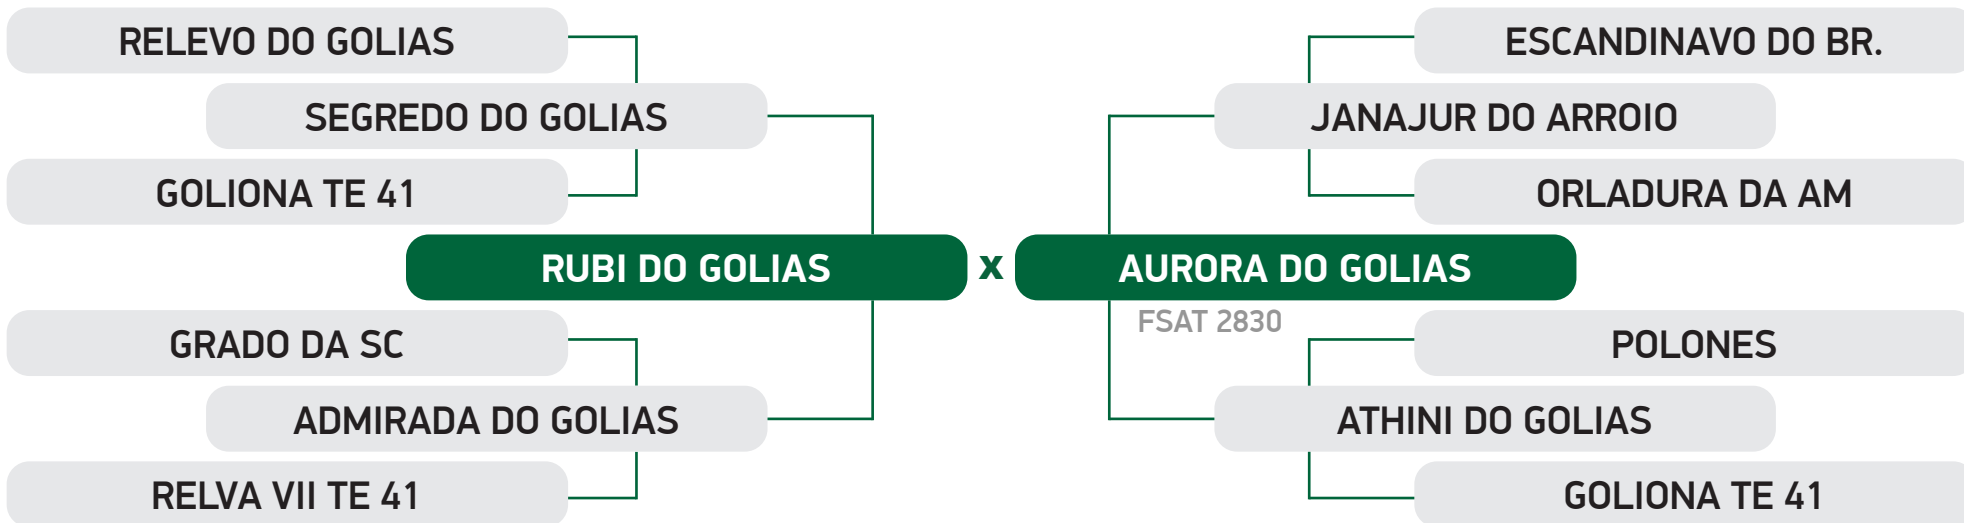 RELEVO DO GOLIAS
ESCANDINAVO DO BR.
SEGREDO DO GOLIAS
JANAJUR DO ARROIO
GOLIONA TE 41
ORLADURA DA AM
RUBI DO GOLIAS x AURORA DO GOLIAS
FSAT 2830
GRADO DA SC
POLONES
ADMIRADA DO GOLIAS
ATHINI DO GOLIAS
RELVA VII TE 41
GOLIONA TE 41